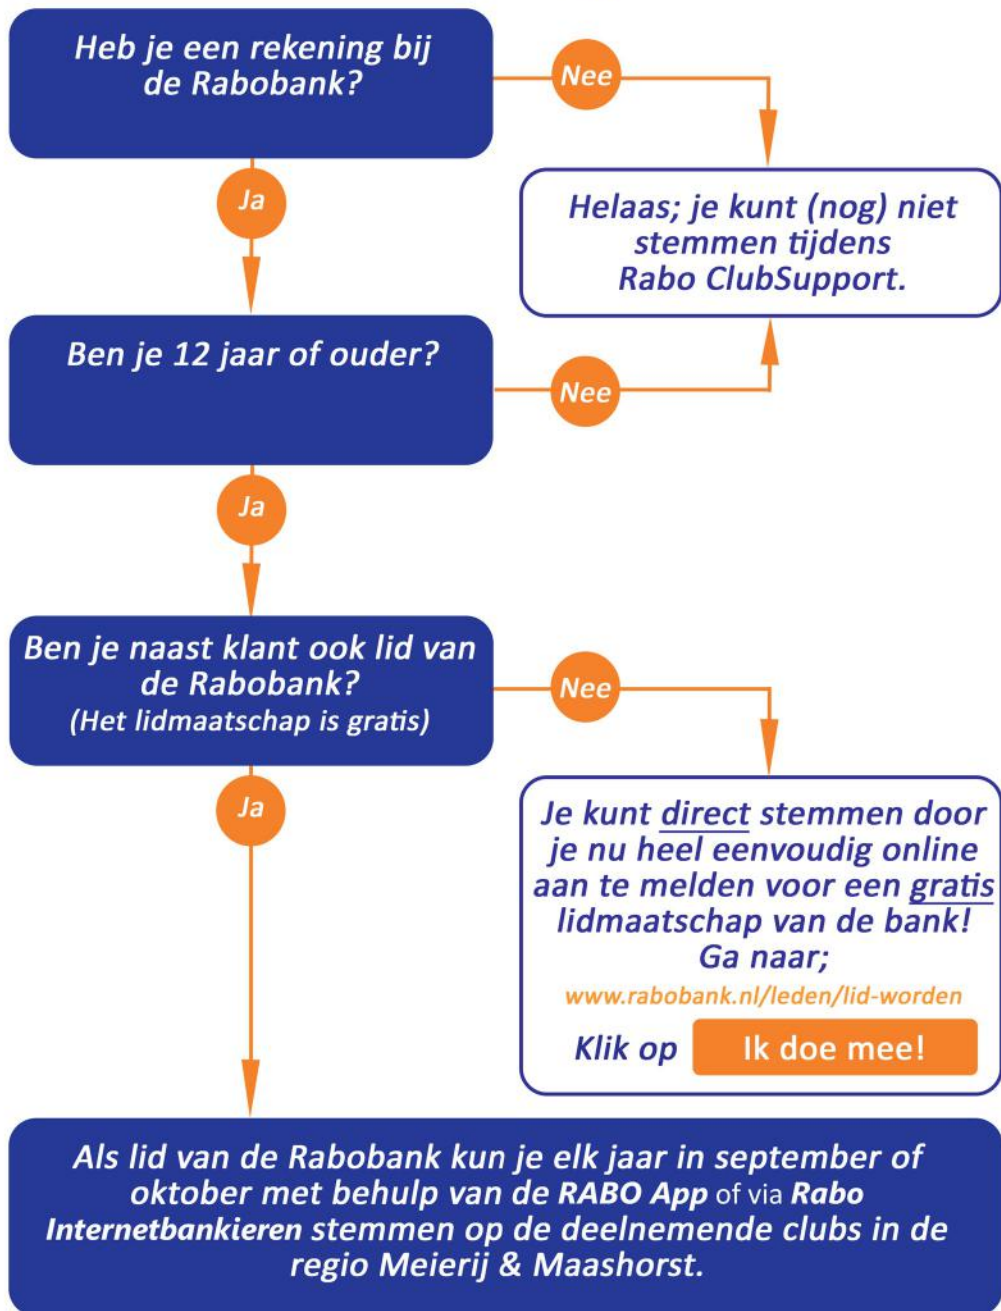 Heb je een rekening bij
de Rabobank?
Nee
Ja
Helaas; je kunt (nog) niet
stemmen tijdens
Rabo ClubSupport.
Ben je 12 jaar of ouder?
Nee
Ja
Ben je naast klant ook lid van
de Rabobank?
(Het lidmaatschap is gratis)
Nee
Ja
Je kunt direct stemmen door
je nu heel eenvoudig online
aan te melden voor een gratis
lidmaatschap van de bank!
Ga naar;
www.rabobank.nl/leden/lid-worden
Klik op Ik doe mee!
Als lid van de Rabobank kun je elk jaar in september of
oktober met behulp van de RABO App of via Rabo
Internetbankieren stemmen op de deelnemende clubs in de
regio Meierij & Maashorst.